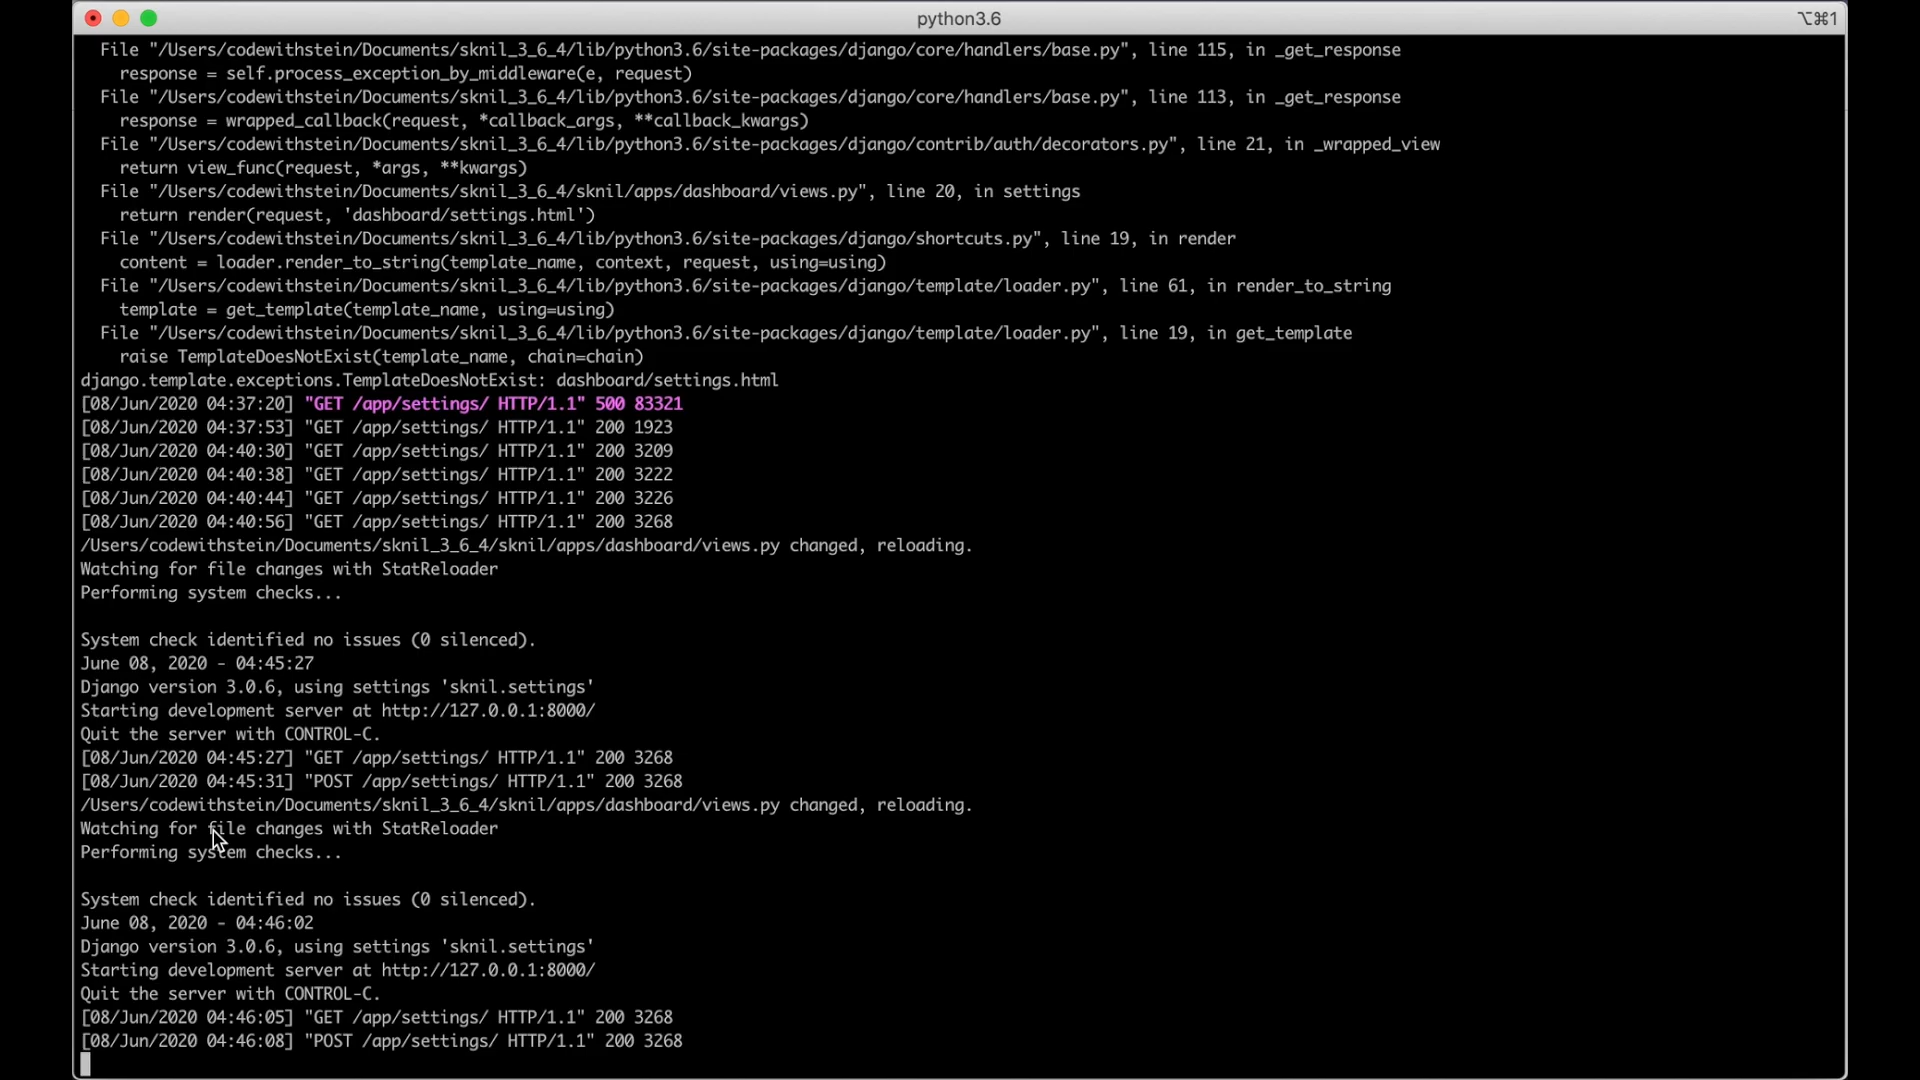 python3.6
⌥⌘1
File "/Users/codewithstein/Documents/sknil_3_6_4/lib/python3.6/site-packages/django/core/handlers/base.py", line 115, in _get_response
response = self.process_exception_by_middleware(e, request)
File "/Users/codewithstein/Documents/sknil_3_6_4/lib/python3.6/site-packages/django/core/handlers/base.py", line 113, in _get_response
response = wrapped_callback(request, *callback_args, **callback_kwargs)
File "/Users/codewithstein/Documents/sknil_3_6_4/lib/python3.6/site-packages/django/contrib/auth/decorators.py", line 21, in _wrapped_view
return view_func(request, *args, **kwargs)
File "/Users/codewithstein/Documents/sknil_3_6_4/sknil/apps/dashboard/views.py", line 20, in settings
return render(request, 'dashboard/settings.html')
File "/Users/codewithstein/Documents/sknil_3_6_4/lib/python3.6/site-packages/django/shortcuts.py", line 19, in render
content = loader.render_to_string(template_name, context, request, using=using)
File "/Users/codewithstein/Documents/sknil_3_6_4/lib/python3.6/site-packages/django/template/loader.py", line 61, in render_to_string
template = get_template(template_name, using=using)
File "/Users/codewithstein/Documents/sknil_3_6_4/lib/python3.6/site-packages/django/template/loader.py", line 19, in get_template
raise TemplateDoesNotExist(template_name, chain=chain)
django.template.exceptions.TemplateDoesNotExist: dashboard/settings.html
[08/Jun/2020 04:37:20] "GET /app/settings/ HTTP/1.1" 500 83321
[08/Jun/2020 04:37:53] "GET /app/settings/ HTTP/1.1" 200 1923
[08/Jun/2020 04:40:30] "GET /app/settings/ HTTP/1.1" 200 3209
[08/Jun/2020 04:40:38] "GET /app/settings/ HTTP/1.1" 200 3222
[08/Jun/2020 04:40:44] "GET /app/settings/ HTTP/1.1" 200 3226
[08/Jun/2020 04:40:56] "GET /app/settings/ HTTP/1.1" 200 3268
/Users/codewithstein/Documents/sknil_3_6_4/sknil/apps/dashboard/views.py changed, reloading.
Watching for file changes with StatReloader
Performing system checks...
System check identified no issues (0 silenced).
June 08, 2020 - 04:45:27
Django version 3.0.6, using settings 'sknil.settings'
Starting development server at http://127.0.0.1:8000/
Quit the server with CONTROL-C.
[08/Jun/2020 04:45:27] "GET /app/settings/ HTTP/1.1" 200 3268
[08/Jun/2020 04:45:31] "POST /app/settings/ HTTP/1.1" 200 3268
/Users/codewithstein/Documents/sknil_3_6_4/sknil/apps/dashboard/views.py changed, reloading.
Watching for file changes with StatReloader
Performing system checks...
System check identified no issues (0 silenced).
June 08, 2020 - 04:46:02
Django version 3.0.6, using settings 'sknil.settings'
Starting development server at http://127.0.0.1:8000/
Quit the server with CONTROL-C.
[08/Jun/2020 04:46:05] "GET /app/settings/ HTTP/1.1" 200 3268
[08/Jun/2020 04:46:08] "POST /app/settings/ HTTP/1.1" 200 3268